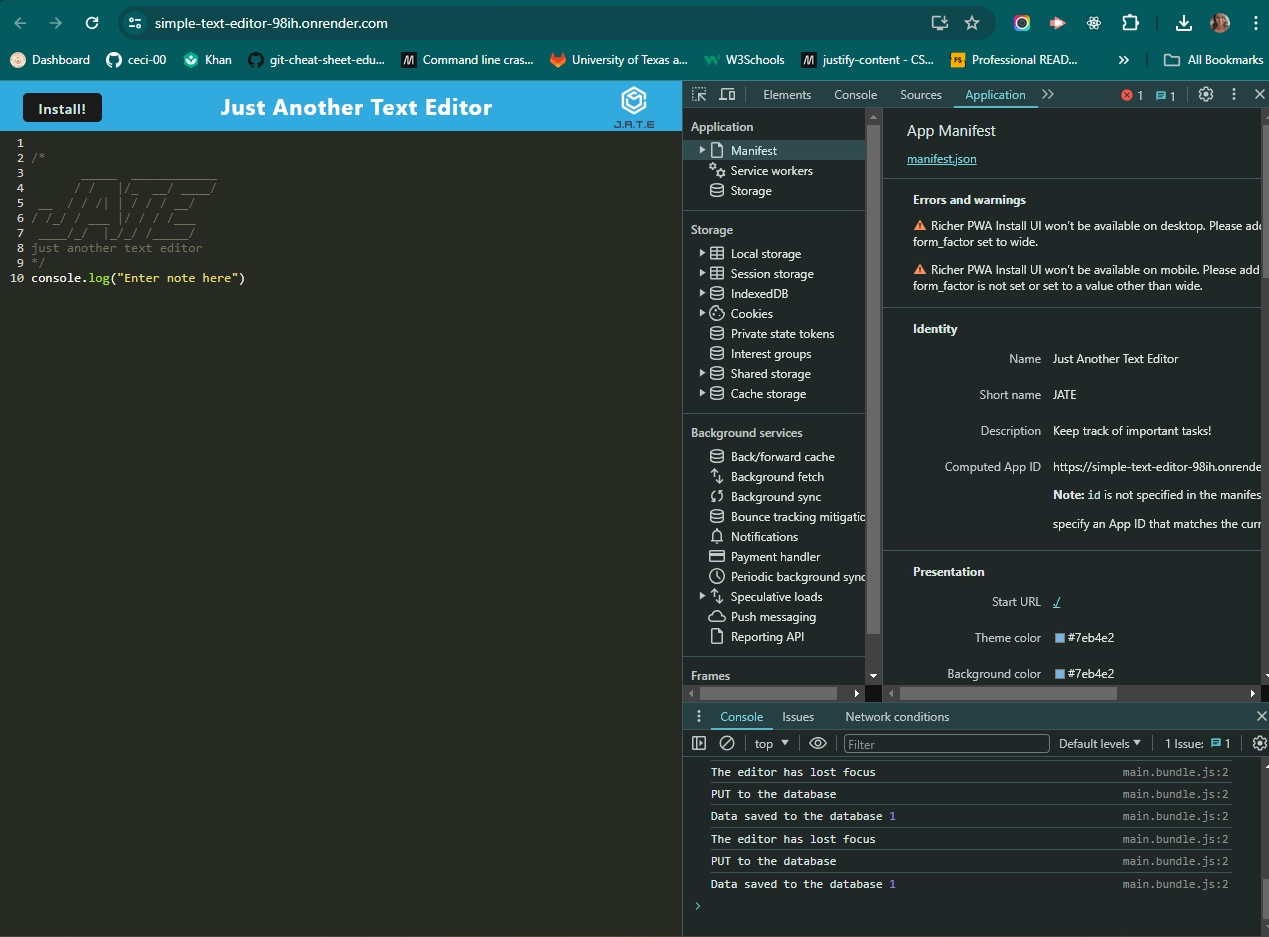 simple-text-editor-98ih.onrender.com
Dashboard ceci-00 Khan git-cheat-sheet-edu... Command line cras... University of Texas a... W3Schools justify-content - CS... Professional READ... » All Bookmarks
Install!
Just Another Text Editor
J.A.T.E
1
2 /*
3 _____ ____________
4 / / |/_ __/ ____/
5 __ / / /| | / / / __/
6 / /_/ / ___ |/ / / /___
7 ____/_/ |_/_/ /_____/
8 just another text editor
9 */
10 console.log("Enter note here")
Elements Console Sources Application » 1 1
Application
Manifest
Service workers
Storage
Storage
Local storage
Session storage
IndexedDB
Cookies
Private state tokens
Interest groups
Shared storage
Cache storage
Background services
Back/forward cache
Background fetch
Background sync
Bounce tracking mitigatio
Notifications
Payment handler
Periodic background sync
Speculative loads
Push messaging
Reporting API
Frames
App Manifest
manifest.json
Errors and warnings
Richer PWA Install UI won't be available on desktop. Please add
form_factor set to wide.
Richer PWA Install UI won't be available on mobile. Please add
form_factor is not set or set to a value other than wide.
Identity
Name Just Another Text Editor
Short name JATE
Description Keep track of important tasks!
Computed App ID https://simple-text-editor-98ih.onrende
Note: id is not specified in the manifes
specify an App ID that matches the curr
Presentation
Start URL ./
Theme color #7eb4e2
Background color #7eb4e2
Console Issues Network conditions
top Filter Default levels 1 Issue: 1
The editor has lost focus main.bundle.js:2
PUT to the database main.bundle.js:2
Data saved to the database 1 main.bundle.js:2
The editor has lost focus main.bundle.js:2
PUT to the database main.bundle.js:2
Data saved to the database 1 main.bundle.js:2
>